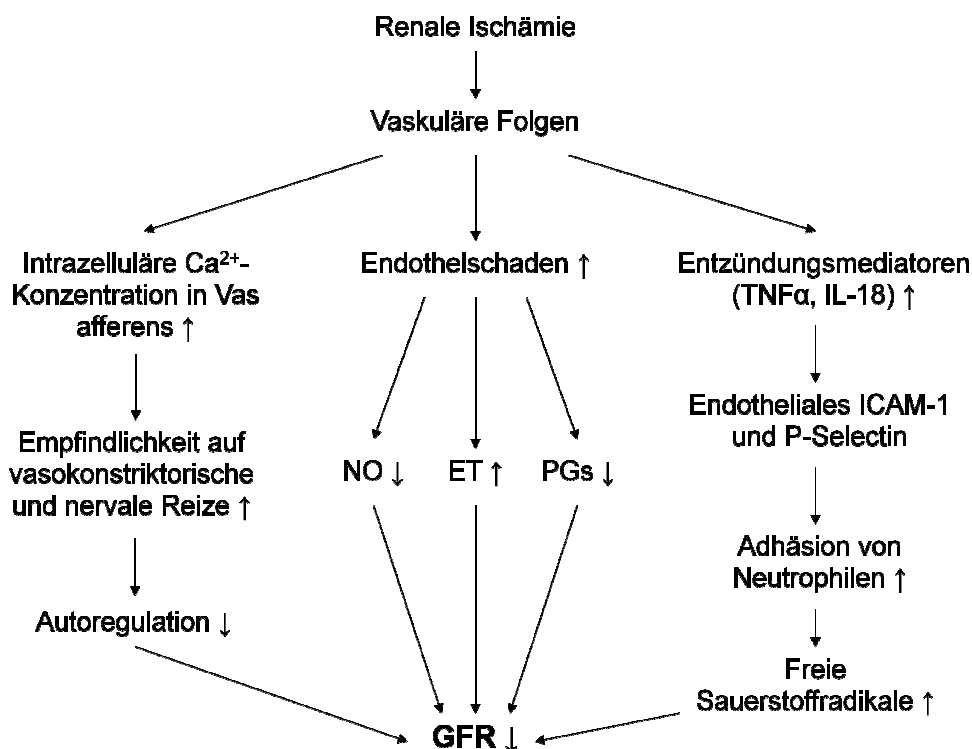 Renale Ischämie
Vaskuläre Folgen
Intrazelluläre Ca²⁺-
Konzentration in Vas
afferens ↑
Empfindlichkeit auf
vasokonstriktorische
und nervale Reize ↑
Autoregulation ↓
Endothelschaden ↑
NO ↓
ET ↑
PGs ↓
Entzündungsmediatoren
(TNFα, IL-18) ↑
Endotheliales ICAM-1
und P-Selectin
Adhäsion von
Neutrophilen ↑
Freie
Sauerstoffradikale ↑
GFR ↓